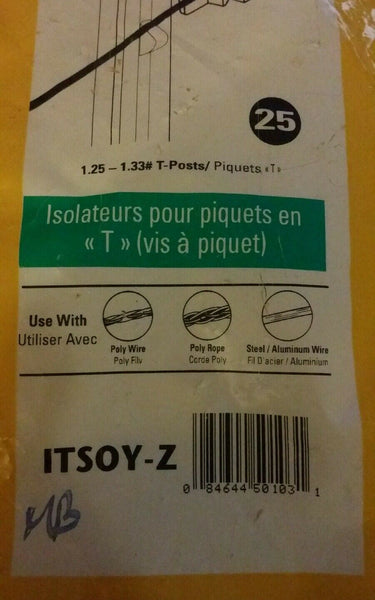 25
1.25 – 1.33# T-Posts/ Piquets «T»
Isolateurs pour piquets en
« T » (vis à piquet)
Use With
Utiliser Avec
Poly Wire
Poly Filv
Poly Rope
Corde Poly
Steel / Aluminum Wire
Fil D'acier / Aluminium
ITSOY-Z
0 84644 50103 1